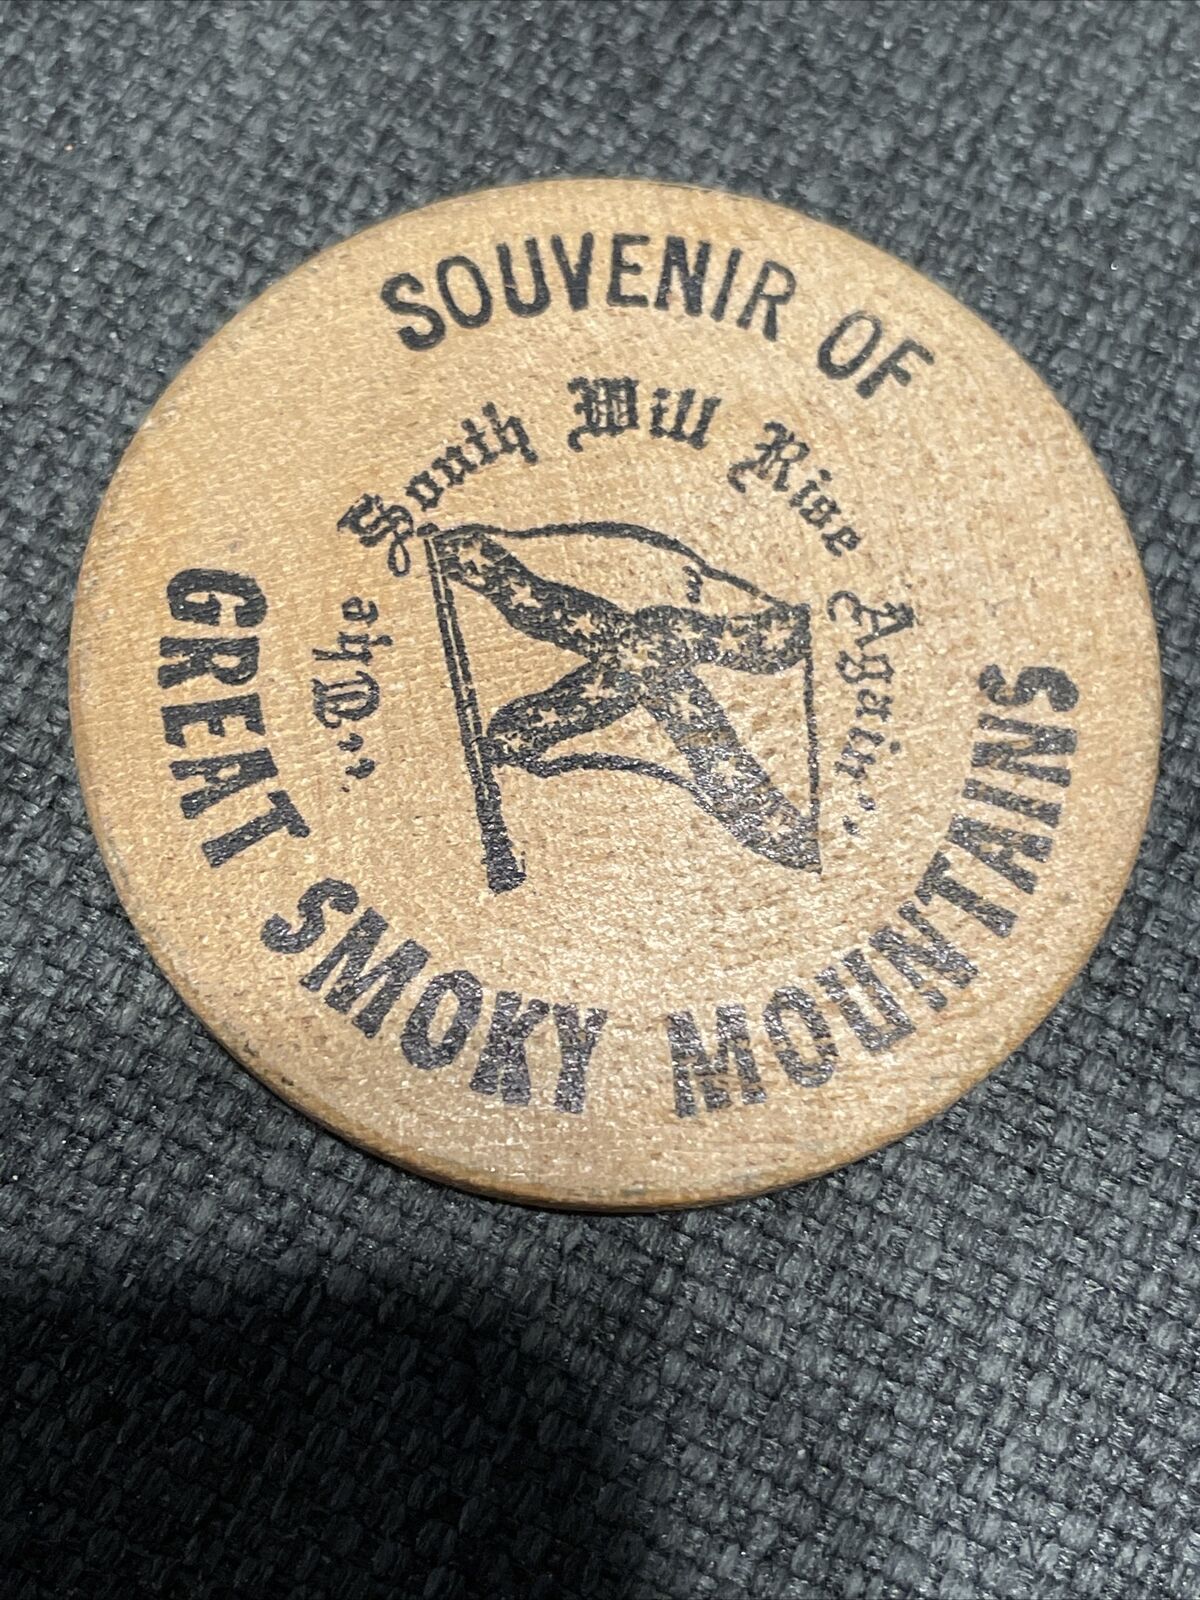 SOUVENIR OF
"The South Will Rise Again"
GREAT SMOKY MOUNTAINS